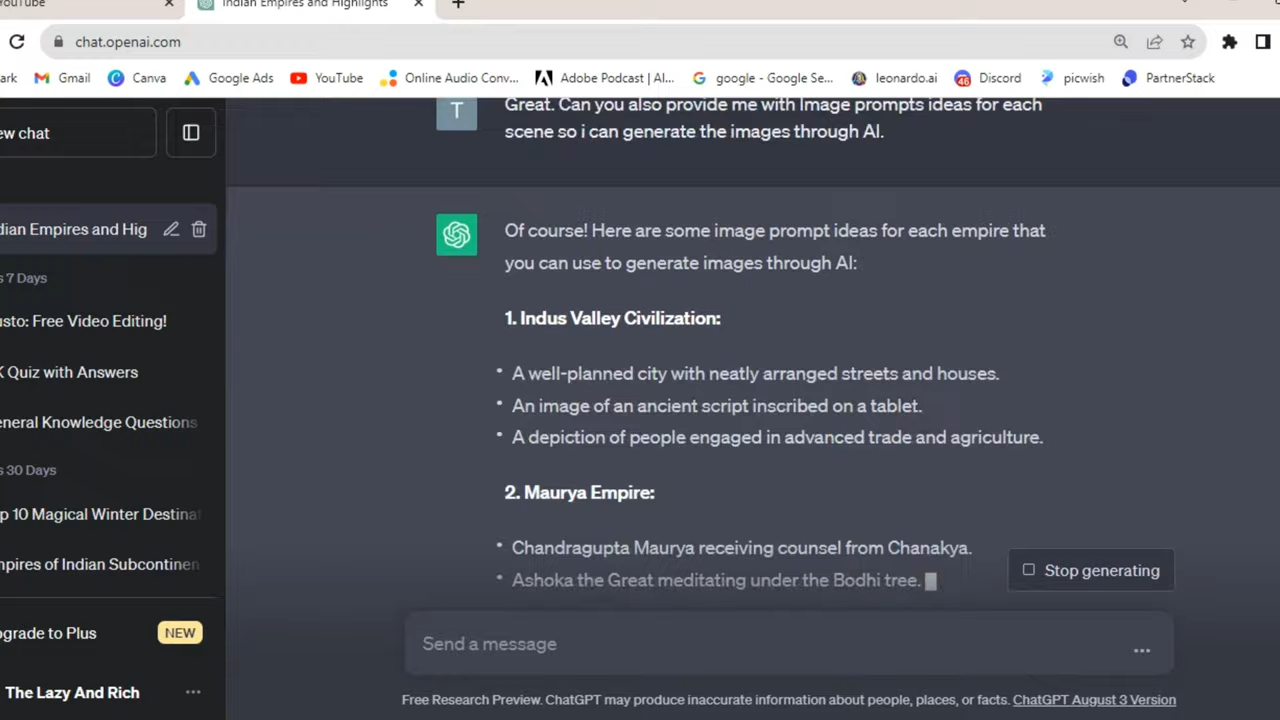 YouTube
Indian Empires and Highlights
chat.openai.com
ark Gmail Canva Google Ads YouTube Online Audio Conv... Adobe Podcast | AI... google - Google Se... leonardo.ai 46 Discord picwish PartnerStack
ew chat
T Great. Can you also provide me with Image prompts ideas for each
scene so i can generate the images through AI.
dian Empires and Hig
s 7 Days
usto: Free Video Editing!
K Quiz with Answers
eneral Knowledge Questions
s 30 Days
p 10 Magical Winter Destinat
mpires of Indian Subcontinen
pgrade to Plus NEW
The Lazy And Rich ...
Of course! Here are some image prompt ideas for each empire that
you can use to generate images through AI:
1. Indus Valley Civilization:
• A well-planned city with neatly arranged streets and houses.
• An image of an ancient script inscribed on a tablet.
• A depiction of people engaged in advanced trade and agriculture.
2. Maurya Empire:
• Chandragupta Maurya receiving counsel from Chanakya.
• Ashoka the Great meditating under the Bodhi tree.
Stop generating
Send a message
...
Free Research Preview. ChatGPT may produce inaccurate information about people, places, or facts. ChatGPT August 3 Version